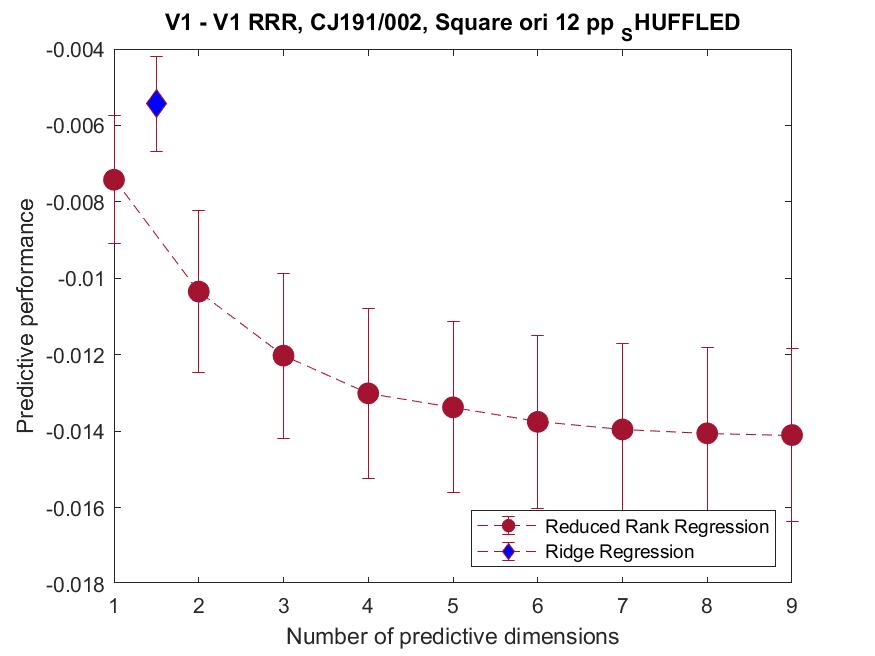 V1 - V1 RRR, CJ191/002, Square ori 12 pp SHUFFLED
-0.004
-0.006
-0.008
-0.01
-0.012
-0.014
-0.016
-0.018
Predictive performance
Reduced Rank Regression
Ridge Regression
1 2 3 4 5 6 7 8 9
Number of predictive dimensions